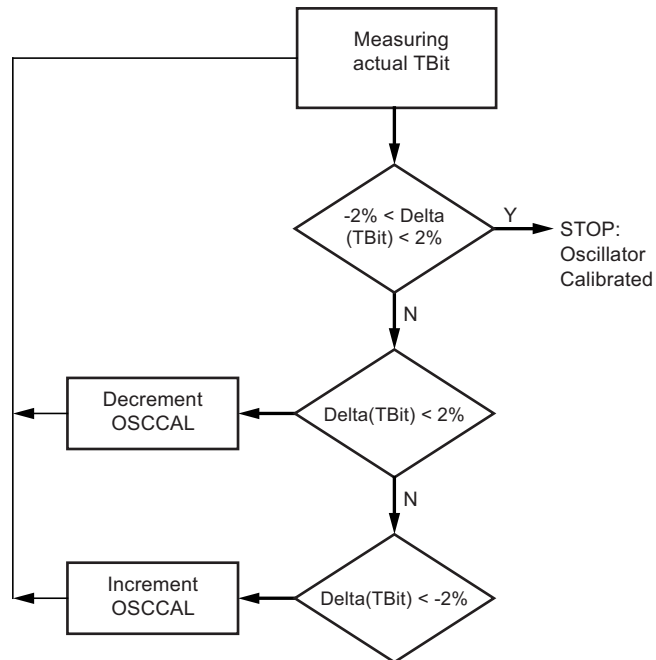 Measuring
actual TBit
-2% < Delta
(TBit) < 2%
Y
STOP:
Oscillator
Calibrated
N
Decrement
OSCCAL
Delta(TBit) < 2%
N
Increment
OSCCAL
Delta(TBit) < -2%